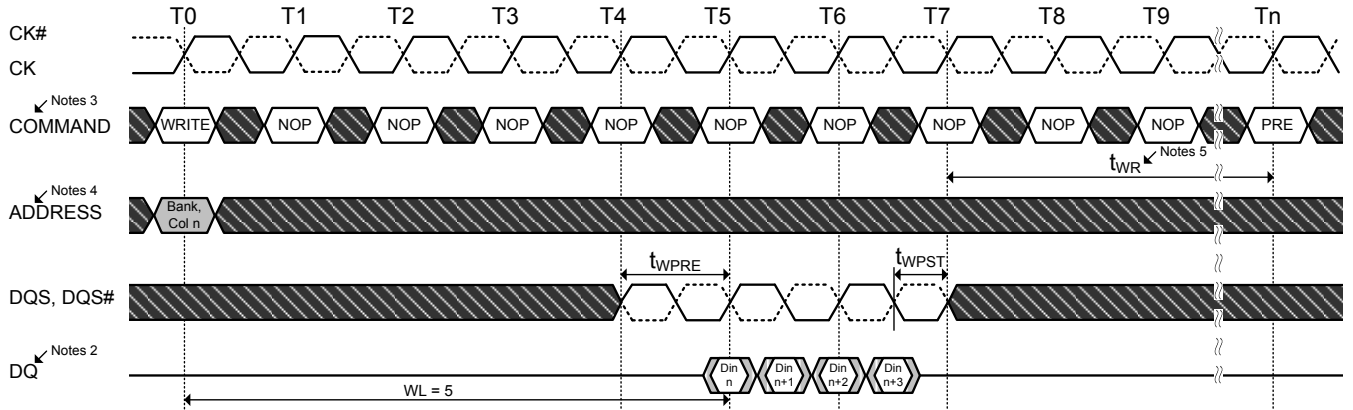 T0 T1 T2 T3 T4 T5 T6 T7 T8 T9 Tn
CK#
CK
Notes 3
COMMAND WRITE NOP NOP NOP NOP NOP NOP NOP NOP NOP PRE
tWR Notes 5
Notes 4
ADDRESS Bank,
Col n
tWPRE tWPST
DQS, DQS#
Notes 2
DQ Din Din Din Din
n n+1 n+2 n+3
WL = 5